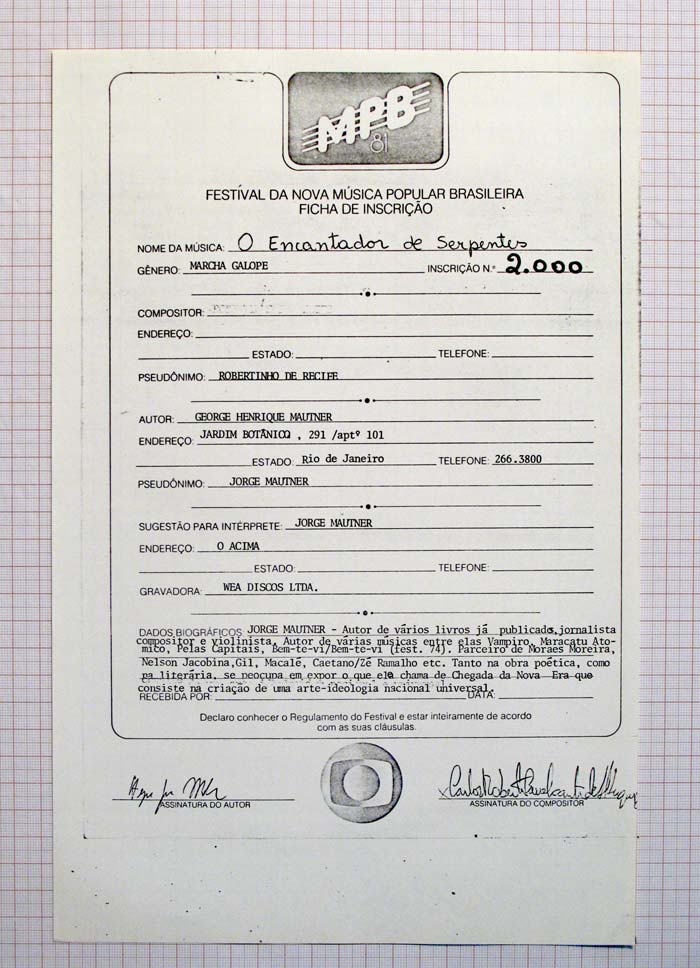 MPB
81
FESTIVAL DA NOVA MÚSICA POPULAR BRASILEIRA
FICHA DE INSCRIÇÃO
NOME DA MÚSICA: O Encantador de Serpentes
GÊNERO: MARCHA GALOPE INSCRIÇÃO N.º 2.000
COMPOSITOR:
ENDEREÇO:
ESTADO: TELEFONE:
PSEUDÔNIMO: ROBERTINHO DE RECIFE
AUTOR: GEORGE HENRIQUE MAUTNER
ENDEREÇO: JARDIM BOTÂNICO , 291 /aptº 101
ESTADO: Rio de Janeiro TELEFONE: 266.3800
PSEUDÔNIMO: JORGE MAUTNER
SUGESTÃO PARA INTÉRPRETE: JORGE MAUTNER
ENDEREÇO: O ACIMA
ESTADO: TELEFONE:
GRAVADORA: WEA DISCOS LTDA.
DADOS BIOGRÁFICOS JORGE MAUTNER - Autor de vários livros já publicado,jornalista
compositor e violinista, Autor de várias músicas entre elas Vampiro, Maracatu Ato-
mico, Pelas Capitais, Bem-te-vi/Bem-te-vi (fest. 74). Parceiro de Moraes Moreira,
Nelson Jacobina,Gil, Macalé, Caetano/Zé Ramalho etc. Tanto na obra poética, como
na literária, se peocupa em expor o que ele chama de Chegada da Nova Era que
consiste na criação de uma arte-ideologia nacional universal.
RECEBIDA POR: DATA:
Declaro conhecer o Regulamento do Festival e estar inteiramente de acordo
com as suas cláusulas.
ASSINATURA DO AUTOR
ASSINATURA DO COMPOSITOR